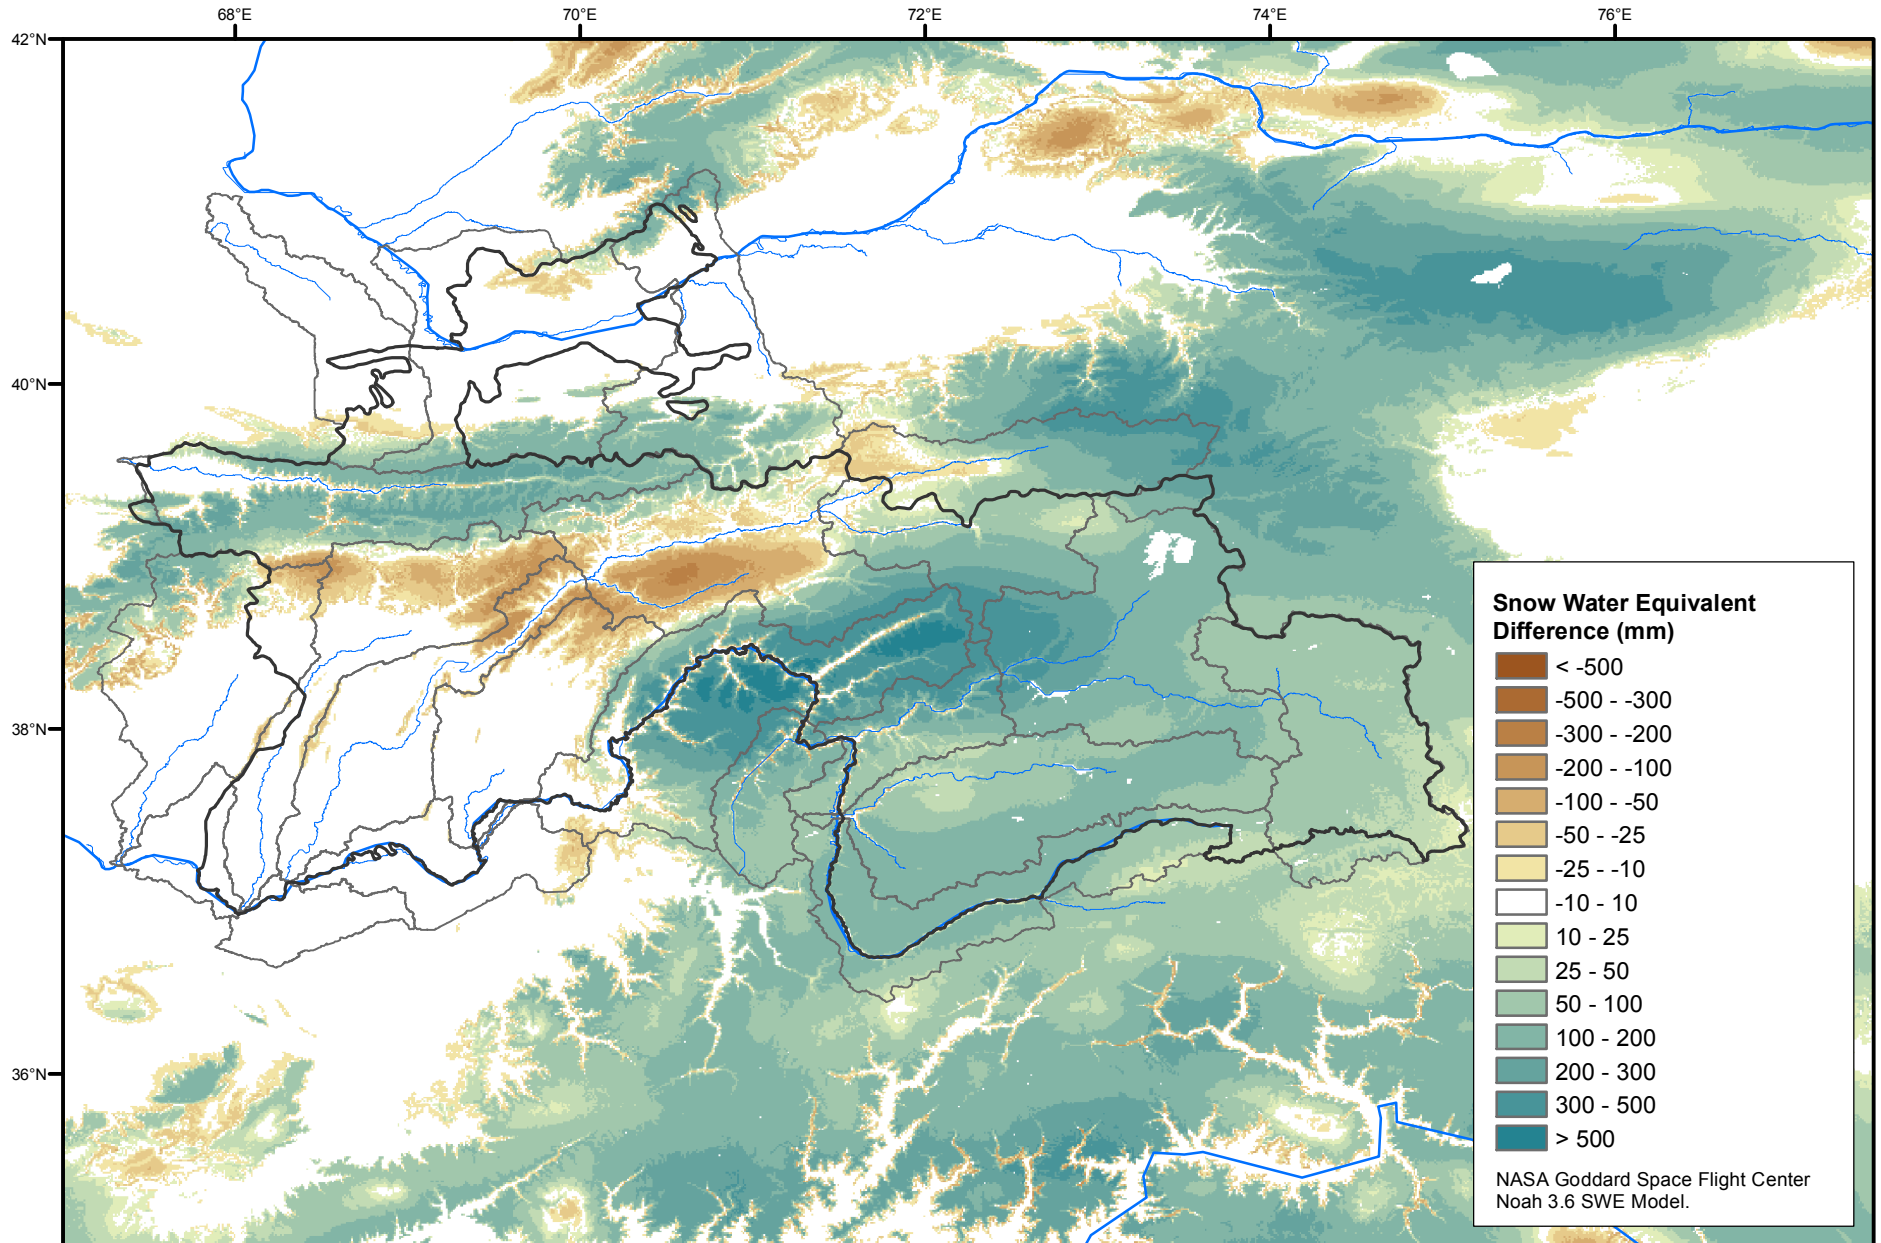 68°E
70°E
72°E
74°E
76°E
42°N
40°N
38°N
36°N
Snow Water Equivalent
Difference (mm)
< -500
-500 - -300
-300 - -200
-200 - -100
-100 - -50
-50 - -25
-25 - -10
-10 - 10
10 - 25
25 - 50
50 - 100
100 - 200
200 - 300
300 - 500
> 500
NASA Goddard Space Flight Center
Noah 3.6 SWE Model.